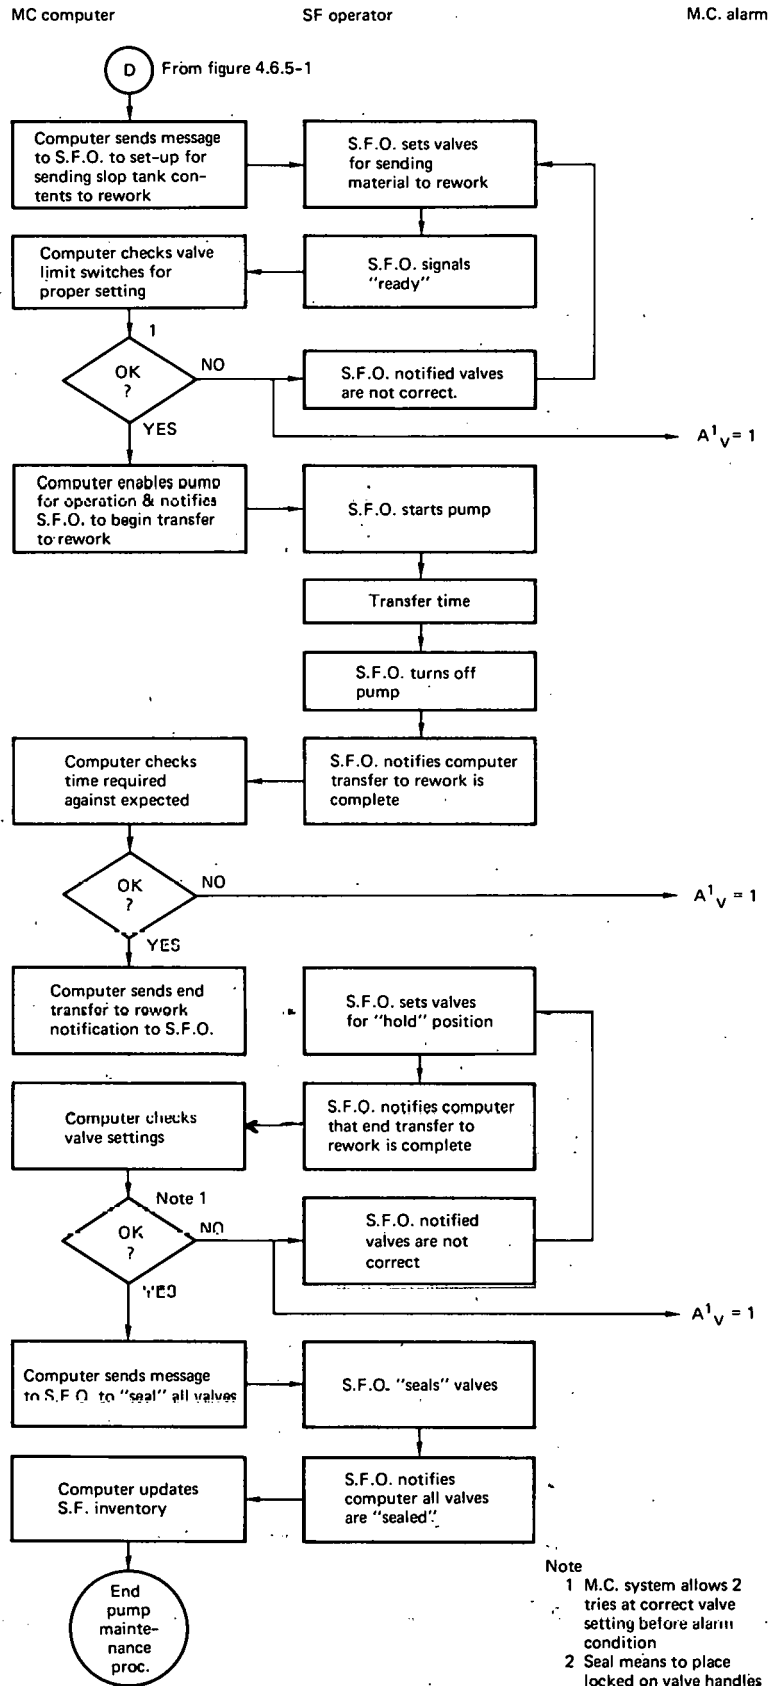 MC computer
SF operator
M.C. alarm
D
From figure 4.6.5-1
Computer sends message
to S.F.O. to set-up for
sending slop tank con-
tents to rework
S.F.O. sets valves
for sending
material to rework
Computer checks valve
limit switches for
proper setting
S.F.O. signals
"ready"
1
OK
?
NO
S.F.O. notified valves
are not correct.
YES
A¹V = 1
Computer enables pump
for operation & notifies
S.F.O. to begin transfer
to rework
S.F.O. starts pump
Transfer time
S.F.O. turns off
pump
Computer checks
time required
against expected
S.F.O. notifies computer
transfer to rework is
complete
OK
?
NO
A¹V = 1
YES
Computer sends end
transfer to rework
notification to S.F.O.
S.F.O. sets valves
for "hold" position
Computer checks
valve settings
S.F.O. notifies computer
that end transfer to
rework is complete
Note 1
OK
?
NO
S.F.O. notified
valves are not
correct
YES
A¹V = 1
Computer sends message
to S.F.O. to "seal" all valves
S.F.O. "seals" valves
Computer updates
S.F. inventory
S.F.O. notifies
computer all valves
are "sealed".
End
pump
mainte-
nance
proc.
Note
1 M.C. system allows 2
tries at correct valve
setting before alarm
condition
2 Seal means to place
locked on valve handles